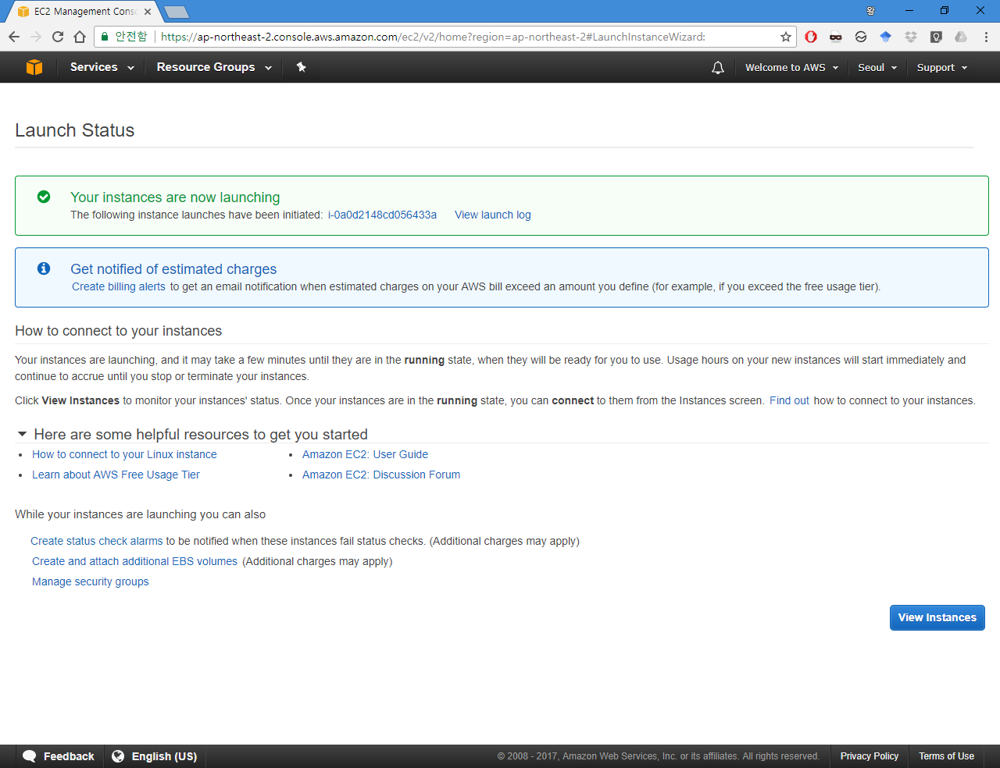 EC2 Management Conso
왕
안전함 https://ap-northeast-2.console.aws.amazon.com/ec2/v2/home?region=ap-northeast-2#LaunchInstanceWizard:
Services Resource Groups Welcome to AWS Seoul Support
Launch Status
Your instances are now launching
The following instance launches have been initiated: i-0a0d2148cd056433a View launch log
Get notified of estimated charges
Create billing alerts to get an email notification when estimated charges on your AWS bill exceed an amount you define (for example, if you exceed the free usage tier).
How to connect to your instances
Your instances are launching, and it may take a few minutes until they are in the running state, when they will be ready for you to use. Usage hours on your new instances will start immediately and
continue to accrue until you stop or terminate your instances.
Click View Instances to monitor your instances' status. Once your instances are in the running state, you can connect to them from the Instances screen. Find out how to connect to your instances.
Here are some helpful resources to get you started
• How to connect to your Linux instance • Amazon EC2: User Guide
• Learn about AWS Free Usage Tier • Amazon EC2: Discussion Forum
While your instances are launching you can also
Create status check alarms to be notified when these instances fail status checks. (Additional charges may apply)
Create and attach additional EBS volumes (Additional charges may apply)
Manage security groups
View Instances
Feedback English (US) © 2008 - 2017, Amazon Web Services, Inc. or its affiliates. All rights reserved. Privacy Policy Terms of Use